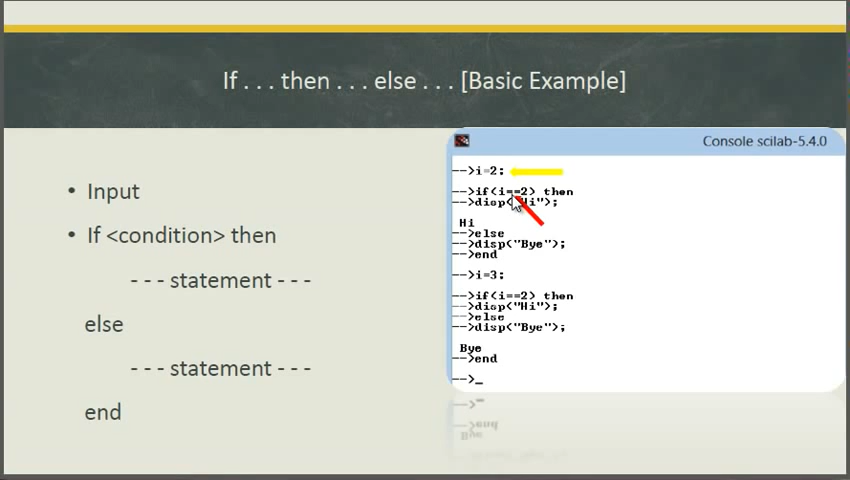 If . . . then . . . else . . . [Basic Example]
• Input
• If <condition> then
- - - statement - - -
else
- - - statement - - -
end
Console scilab-5.4.0
-->i=2;
-->if(i==2) then
-->disp("Hi");
Hi
-->else
-->disp("Bye");
-->end
-->i=3;
-->if(i==2) then
-->disp("Hi");
-->else
-->disp("Bye");
Bye
-->end
-->_